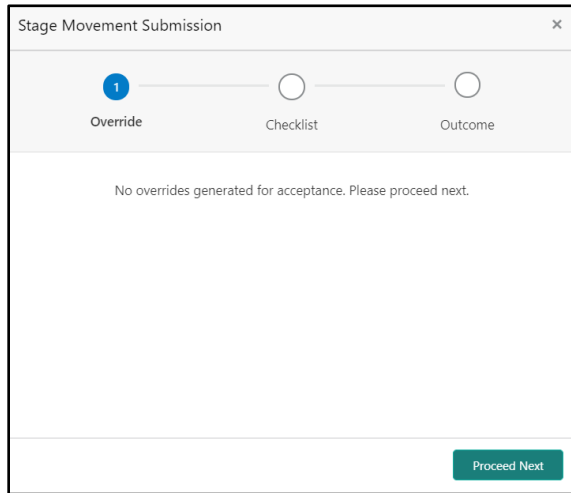 Stage Movement Submission ×
1
Override Checklist Outcome
No overrides generated for acceptance. Please proceed next.
Proceed Next